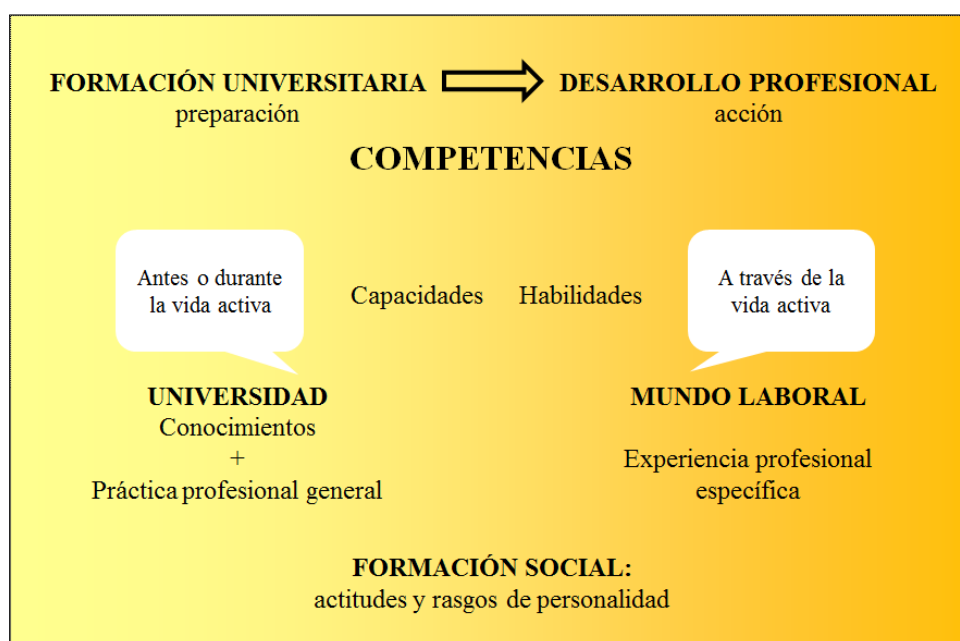 FORMACIÓN UNIVERSITARIA
preparación
DESARROLLO PROFESIONAL
acción
COMPETENCIAS
Antes o durante
la vida activa
Capacidades
Habilidades
A través de la
vida activa
UNIVERSIDAD
Conocimientos
+
Práctica profesional general
MUNDO LABORAL
Experiencia profesional
específica
FORMACIÓN SOCIAL:
actitudes y rasgos de personalidad